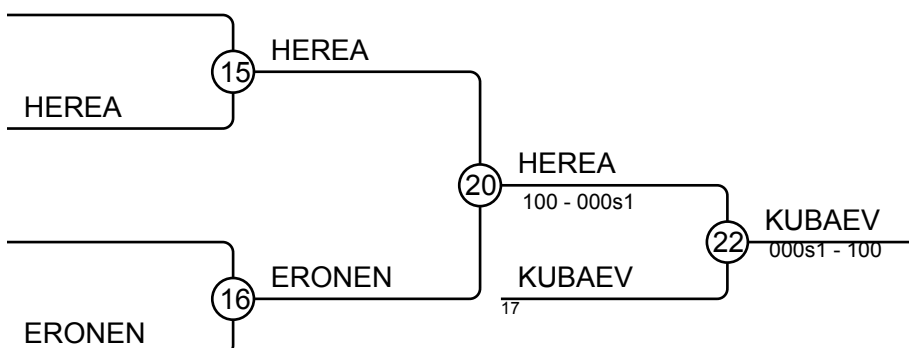 HEREA
15
HEREA
HEREA
20
100 - 000s1
KUBAEV
22
000s1 - 100
ERONEN
KUBAEV
16
17
ERONEN